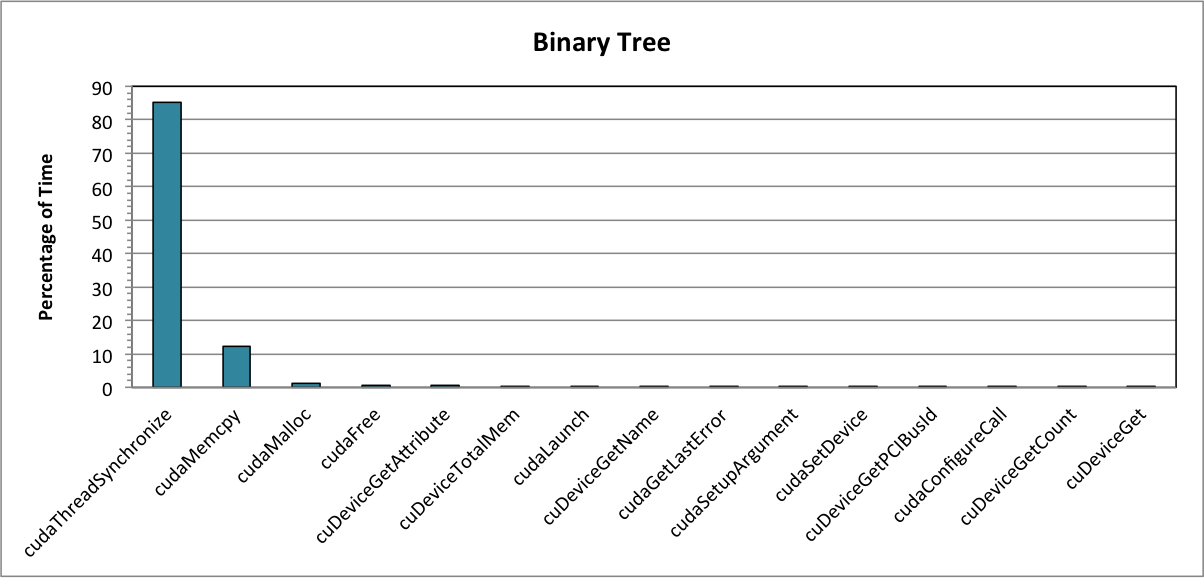 Binary Tree
Percentage of Time
90
80
70
60
50
40
30
20
10
0
cudaThreadSynchronize
cudaMemcpy
cudaMalloc
cudaFree
cuDeviceGetAttribute
cuDeviceTotalMem
cudaLaunch
cuDeviceGetName
cudaGetLastError
cudaSetupArgument
cudaSetDevice
cuDeviceGetPCIBusId
cudaConfigureCall
cuDeviceGetCount
cuDeviceGet